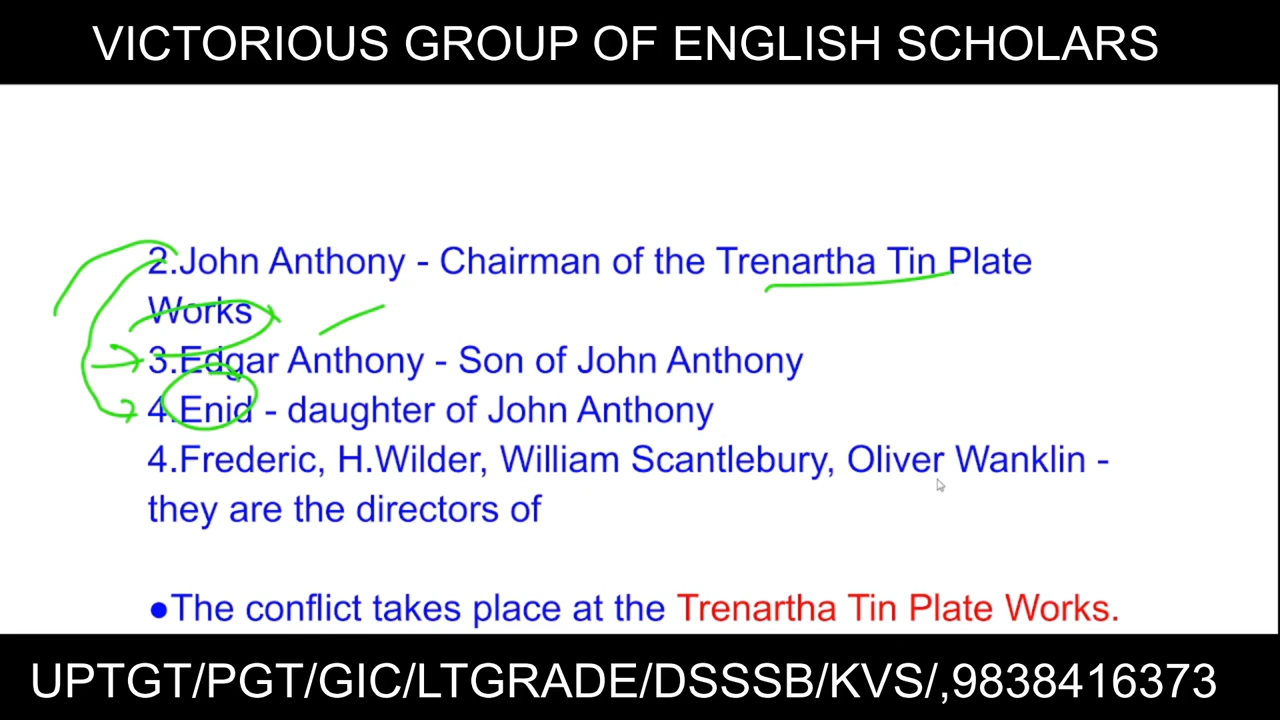 VICTORIOUS GROUP OF ENGLISH SCHOLARS
2.John Anthony - Chairman of the Trenartha Tin Plate
Works
3.Edgar Anthony - Son of John Anthony
4.Enid - daughter of John Anthony
4.Frederic, H.Wilder, William Scantlebury, Oliver Wanklin -
they are the directors of
●The conflict takes place at the Trenartha Tin Plate Works.
UPTGT/PGT/GIC/LTGRADE/DSSSB/KVS/,9838416373